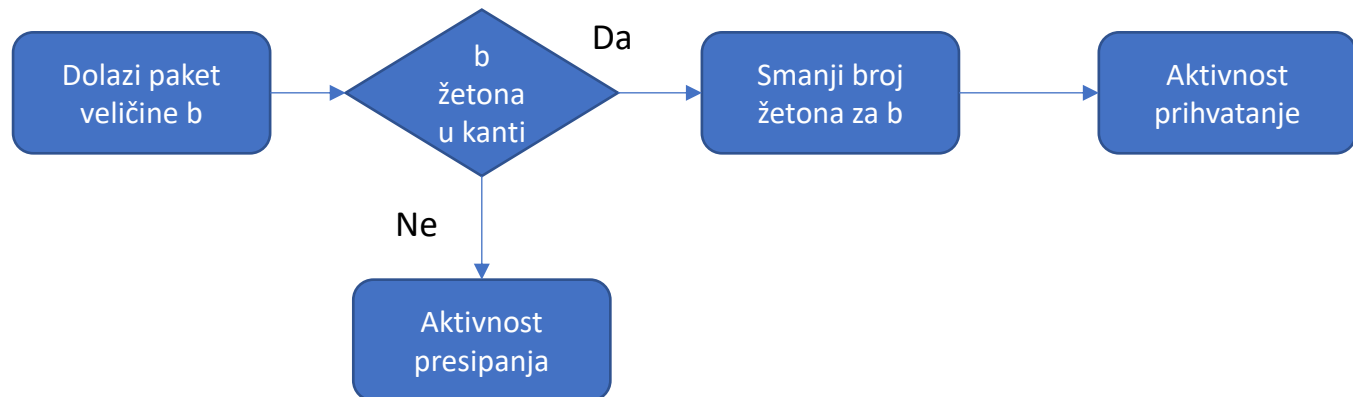 Dolazi paket
veličine b
b
žetona
u kanti
Da
Smanji broj
žetona za b
Aktivnost
prihvatanje
Ne
Aktivnost
presipanja